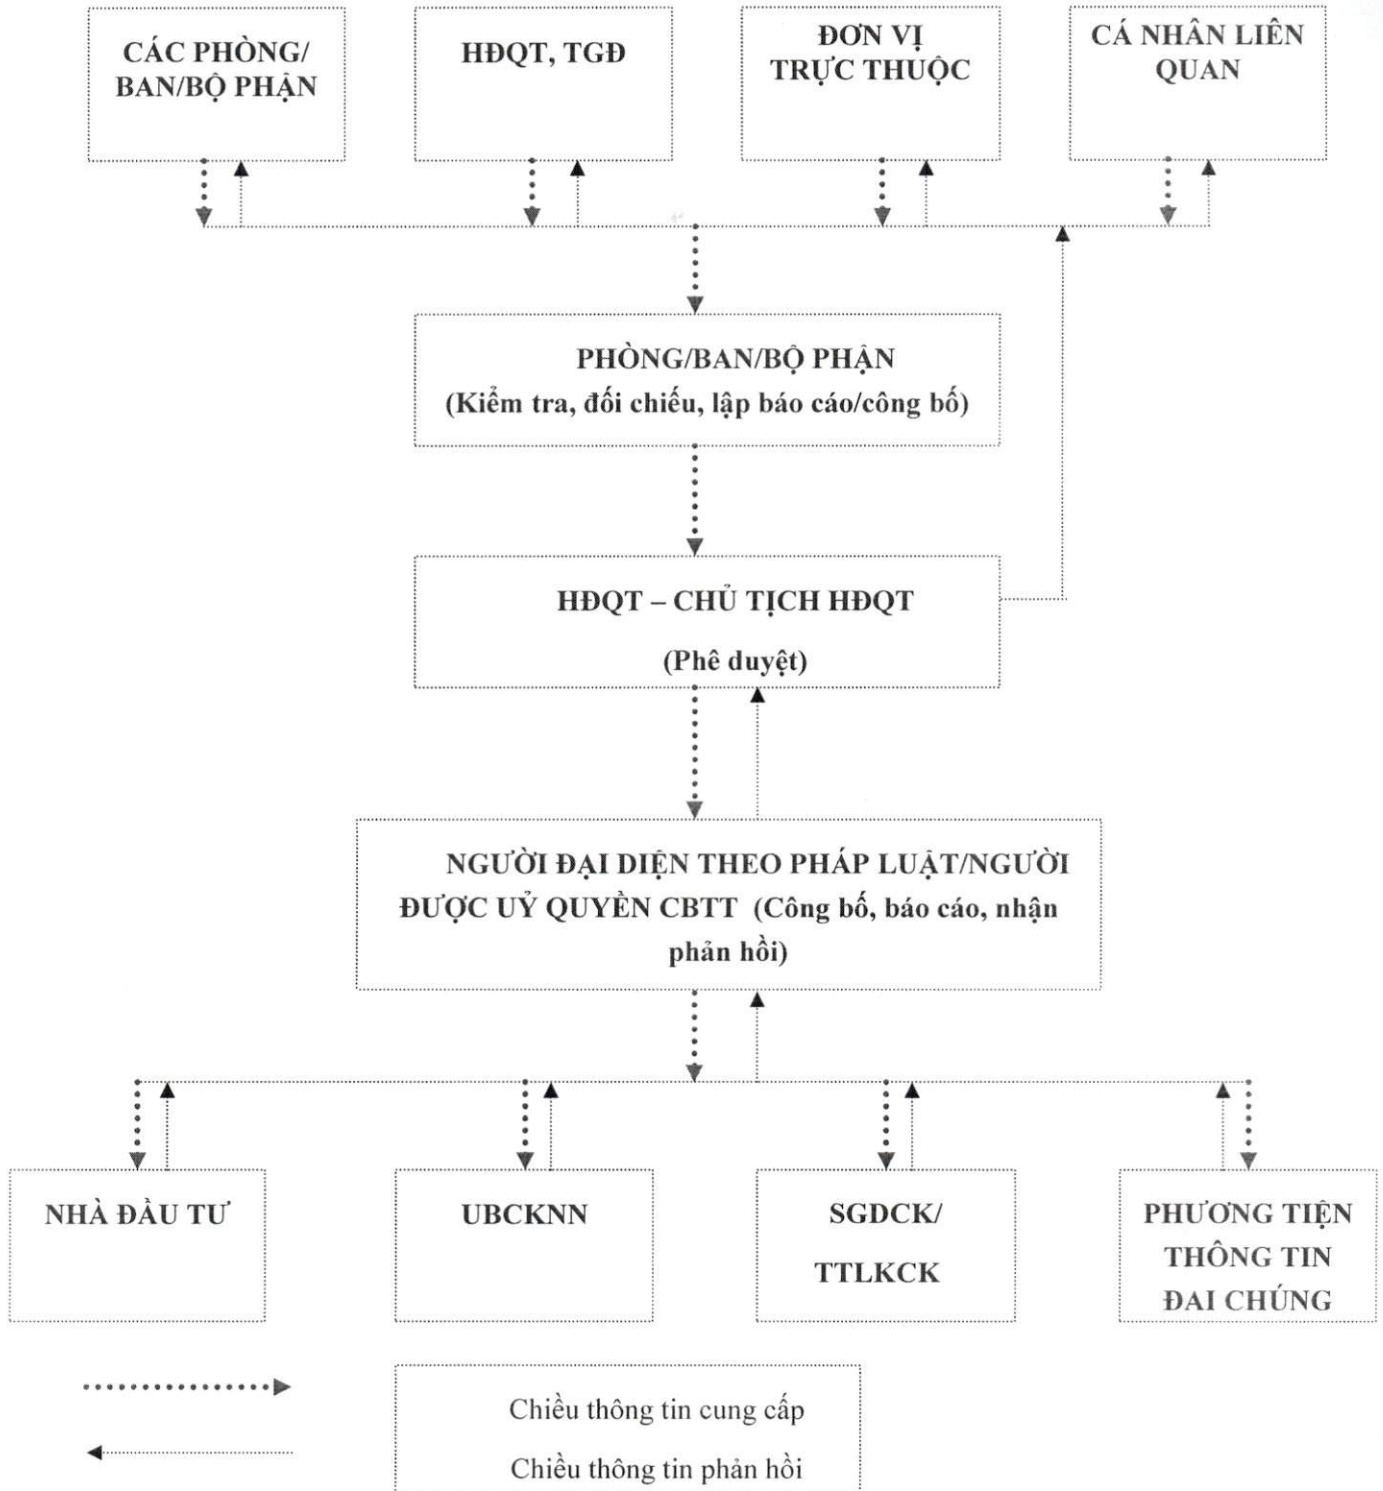 CÁC PHÒNG/
BAN/BỘ PHẬN
HĐQT, TGĐ
ĐƠN VỊ
TRỰC THUỘC
CÁ NHÂN LIÊN
QUAN
PHÒNG/BAN/BỘ PHẬN
(Kiểm tra, đối chiếu, lập báo cáo/công bố)
HĐQT – CHỦ TỊCH HĐQT
(Phê duyệt)
NGƯỜI ĐẠI DIỆN THEO PHÁP LUẬT/NGƯỜI
ĐƯỢC UỶ QUYỀN CBTT (Công bố, báo cáo, nhận
phản hồi)
NHÀ ĐẦU TƯ
UBCKNN
SGDCK/
TTLKCK
PHƯƠNG TIỆN
THÔNG TIN
ĐAI CHÚNG
Chiều thông tin cung cấp
Chiều thông tin phản hồi